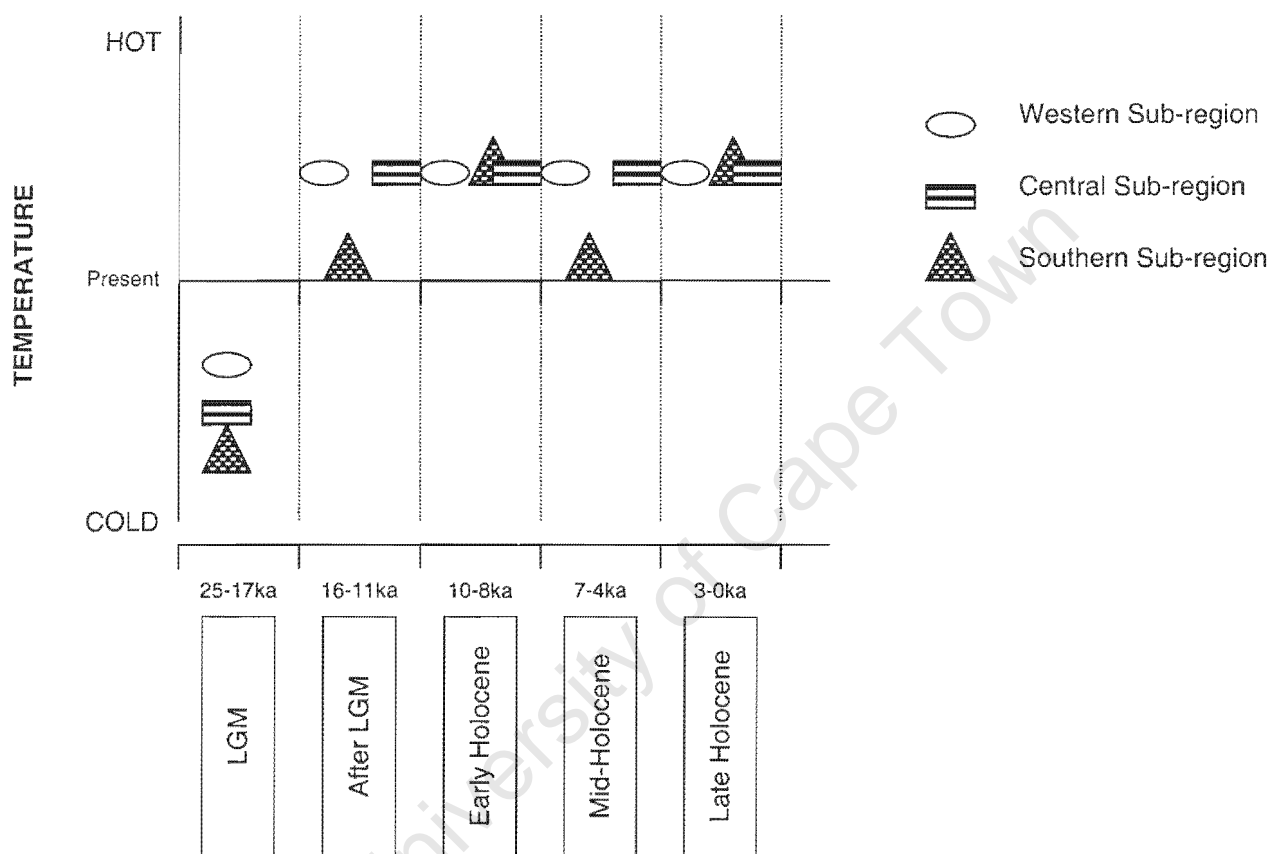 HOT
Western Sub-region
Central Sub-region
Southern Sub-region
TEMPERATURE
Present
COLD
25-17ka 16-11ka 10-8ka 7-4ka 3-0ka
LGM
After LGM
Early Holocene
Mid-Holocene
Late Holocene
University of Cape Town